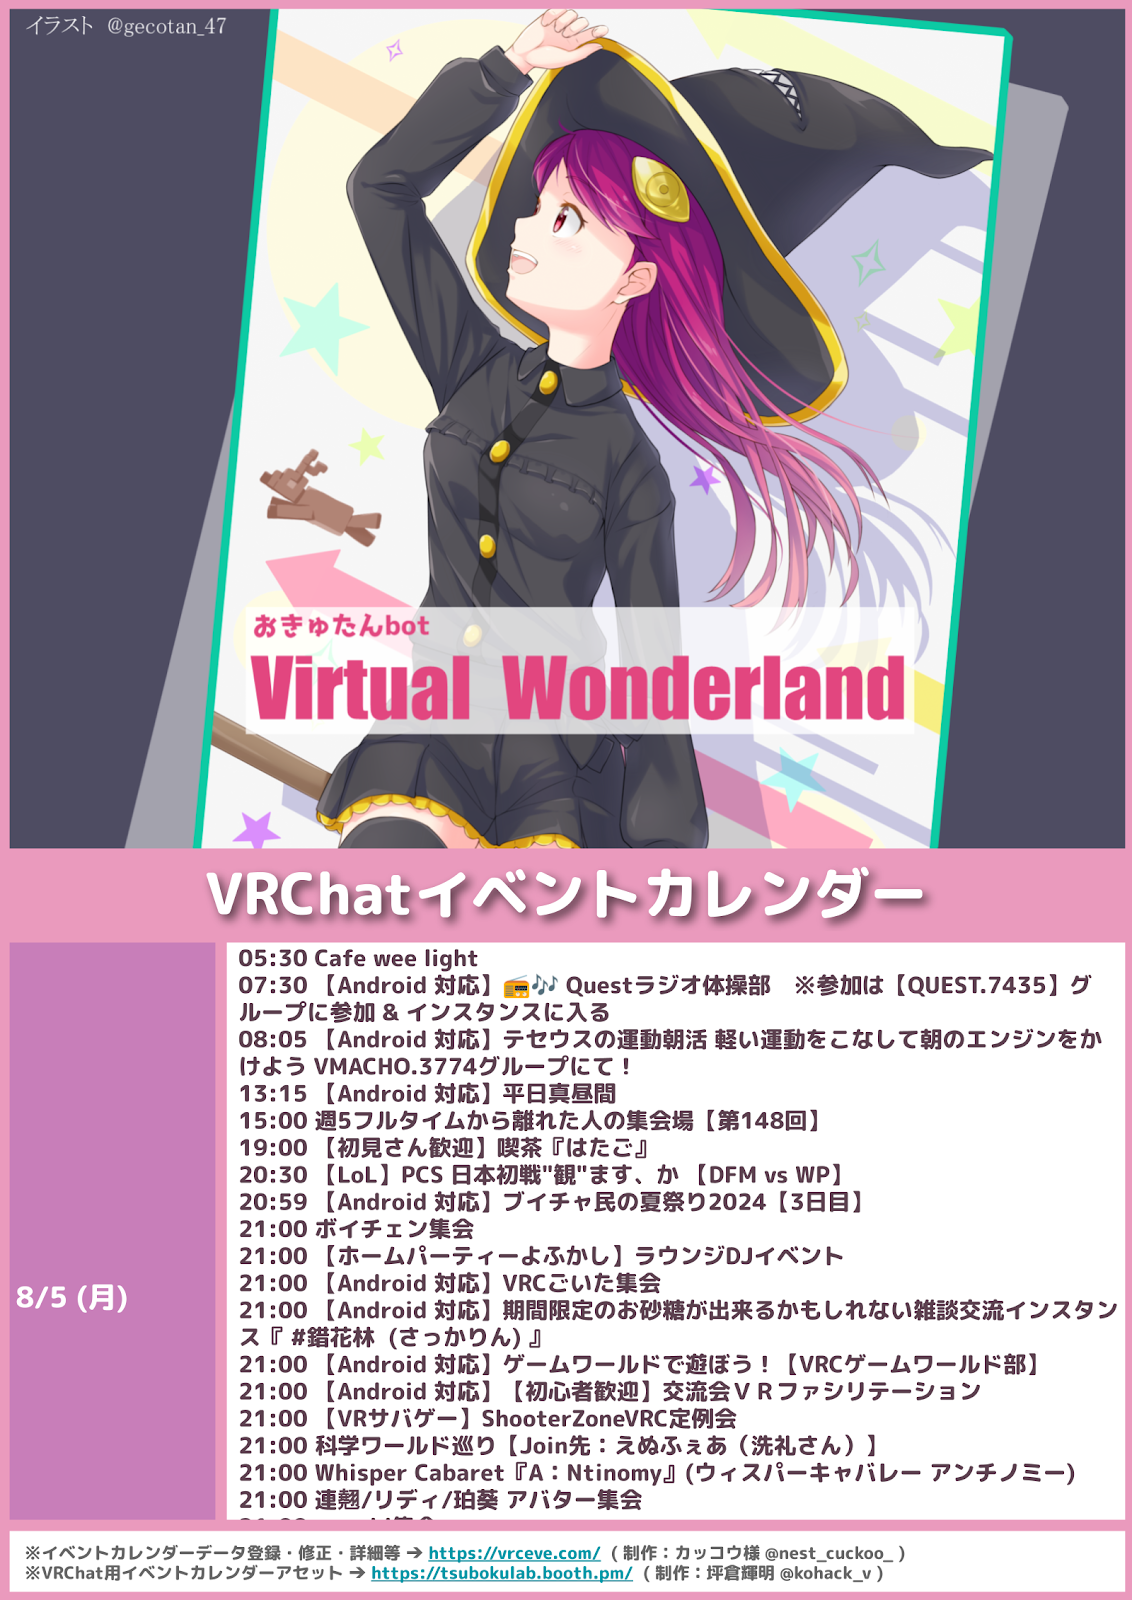 イラスト @gecotan_47
おきゅたんbot
Virtual Wonderland
VRChatイベントカレンダー
8/5 (月)
05:30 Cafe wee light
07:30 【Android 対応】📻🎶 Questラジオ体操部　※参加は【QUEST.7435】グ
ループに参加 & インスタンスに入る
08:05 【Android 対応】テセウスの運動朝活 軽い運動をこなして朝のエンジンをか
けよう VMACHO.3774グループにて！
13:15 【Android 対応】平日真昼間
15:00 週5フルタイムから離れた人の集会場【第148回】
19:00 【初見さん歓迎】喫茶『はたご』
20:30 【LoL】PCS 日本初戦"観"ます、か 【DFM vs WP】
20:59 【Android 対応】ブイチャ民の夏祭り2024【3日目】
21:00 ボイチェン集会
21:00 【ホームパーティーよふかし】ラウンジDJイベント
21:00 【Android 対応】VRCごいた集会
21:00 【Android 対応】期間限定のお砂糖が出来るかもしれない雑談交流インスタン
ス『 #錯花林 (さっかりん) 』
21:00 【Android 対応】ゲームワールドで遊ぼう！【VRCゲームワールド部】
21:00 【Android 対応】【初心者歓迎】交流会ＶＲファシリテーション
21:00 【VRサバゲー】ShooterZoneVRC定例会
21:00 科学ワールド巡り【Join先：えぬふぇあ（洗礼さん）】
21:00 Whisper Cabaret『A：Ntinomy』(ウィスパーキャバレー アンチノミー)
21:00 連翹/リディ/珀葵 アバター集会
※イベントカレンダーデータ登録・修正・詳細等 ➔ https://vrceve.com/ ( 制作：カッコウ様 @nest_cuckoo_ )
※VRChat用イベントカレンダーアセット ➔ https://tsubokulab.booth.pm/ ( 制作：坪倉輝明 @kohack_v )